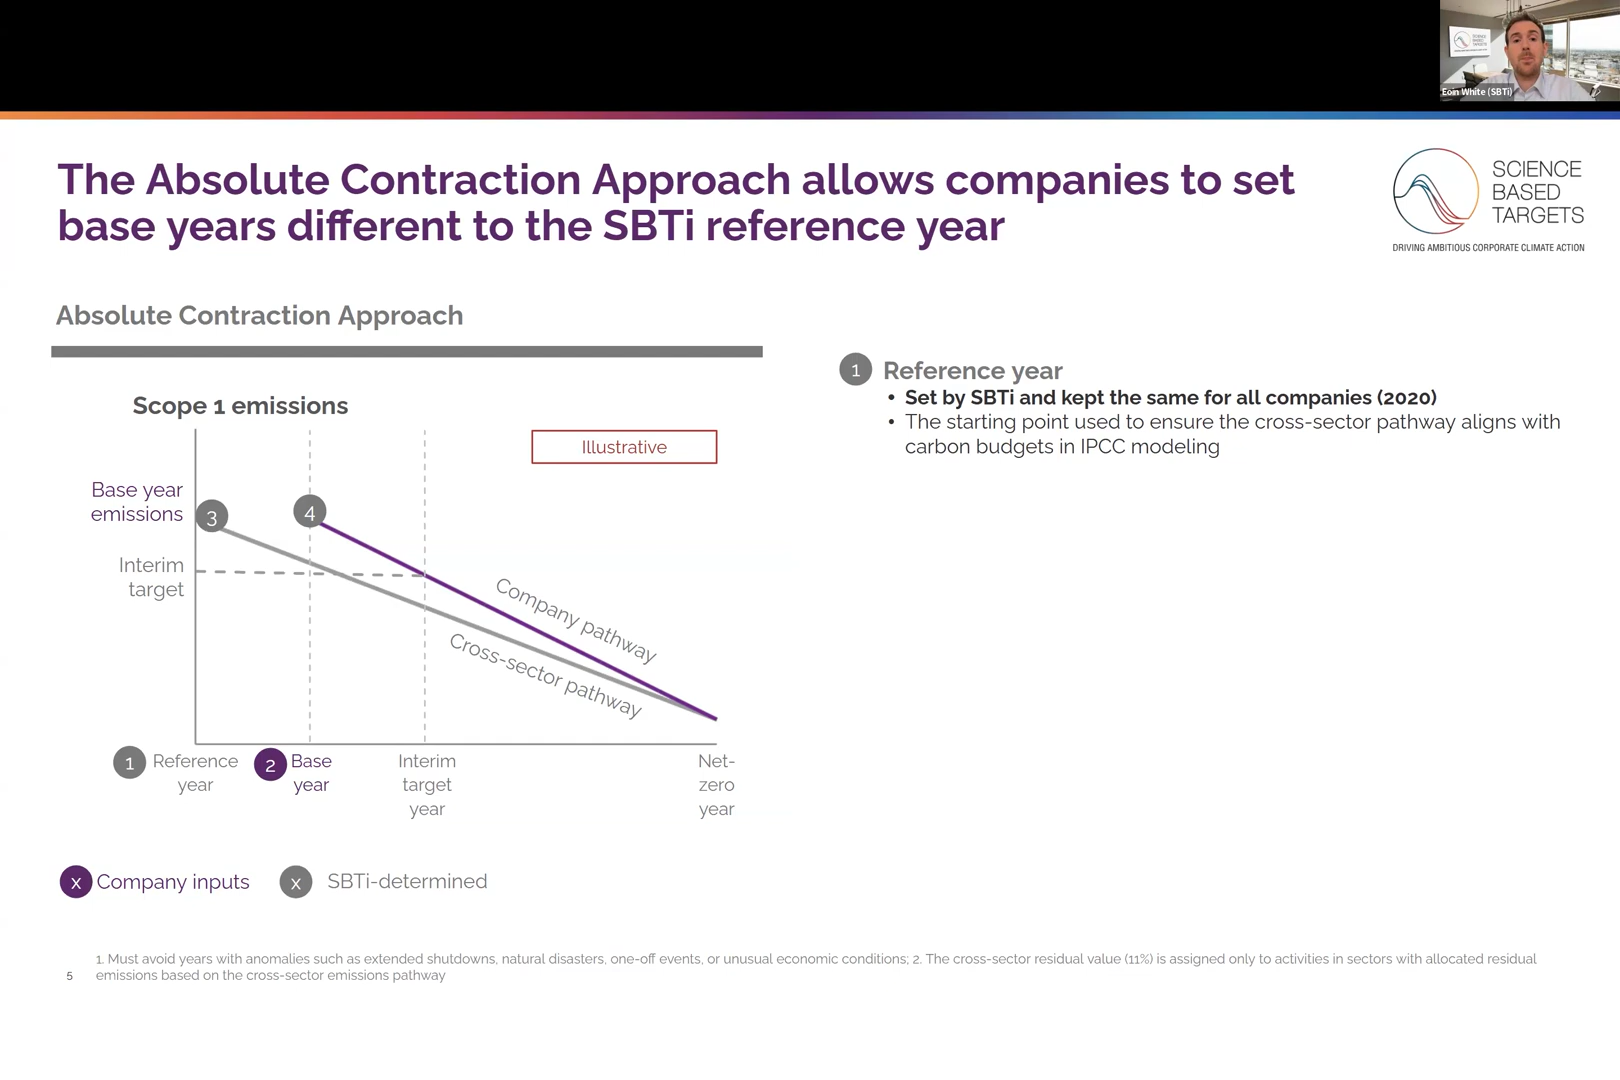 Eoin White (SBTi)
The Absolute Contraction Approach allows companies to set
base years different to the SBTi reference year
SCIENCE
BASED
TARGETS
DRIVING AMBITIOUS CORPORATE CLIMATE ACTION
Absolute Contraction Approach
Scope 1 emissions
Illustrative
Base year
emissions
3
4
Interim
target
Company pathway
Cross-sector pathway
1 Reference
year
2 Base
year
Interim
target
year
Net-
zero
year
x Company inputs
x SBTi-determined
1 Reference year
• Set by SBTi and kept the same for all companies (2020)
• The starting point used to ensure the cross-sector pathway aligns with
carbon budgets in IPCC modeling
1. Must avoid years with anomalies such as extended shutdowns, natural disasters, one-off events, or unusual economic conditions; 2. The cross-sector residual value (11%) is assigned only to activities in sectors with allocated residual
emissions based on the cross-sector emissions pathway
5